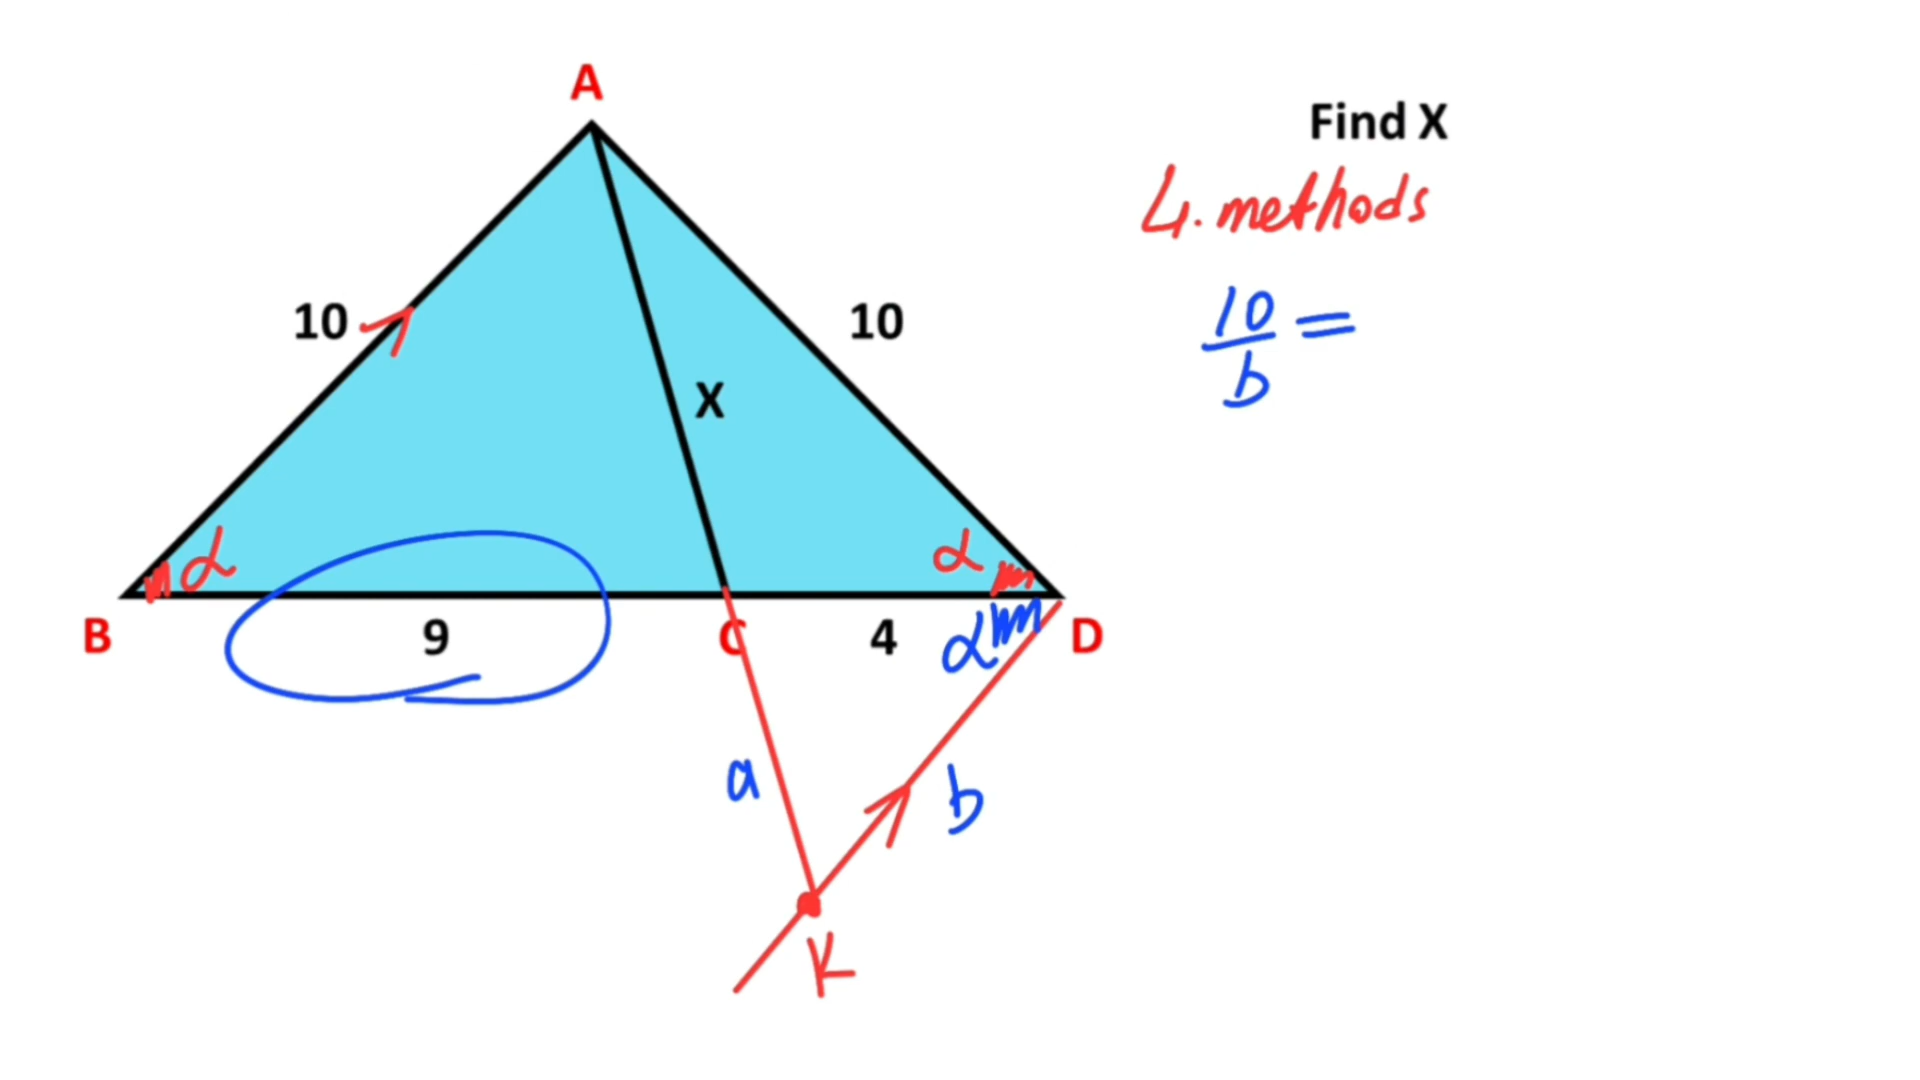 A
Find X
4. methods
10
10
10/b =
X
α
α
B
9
C
4
α
D
a
b
K